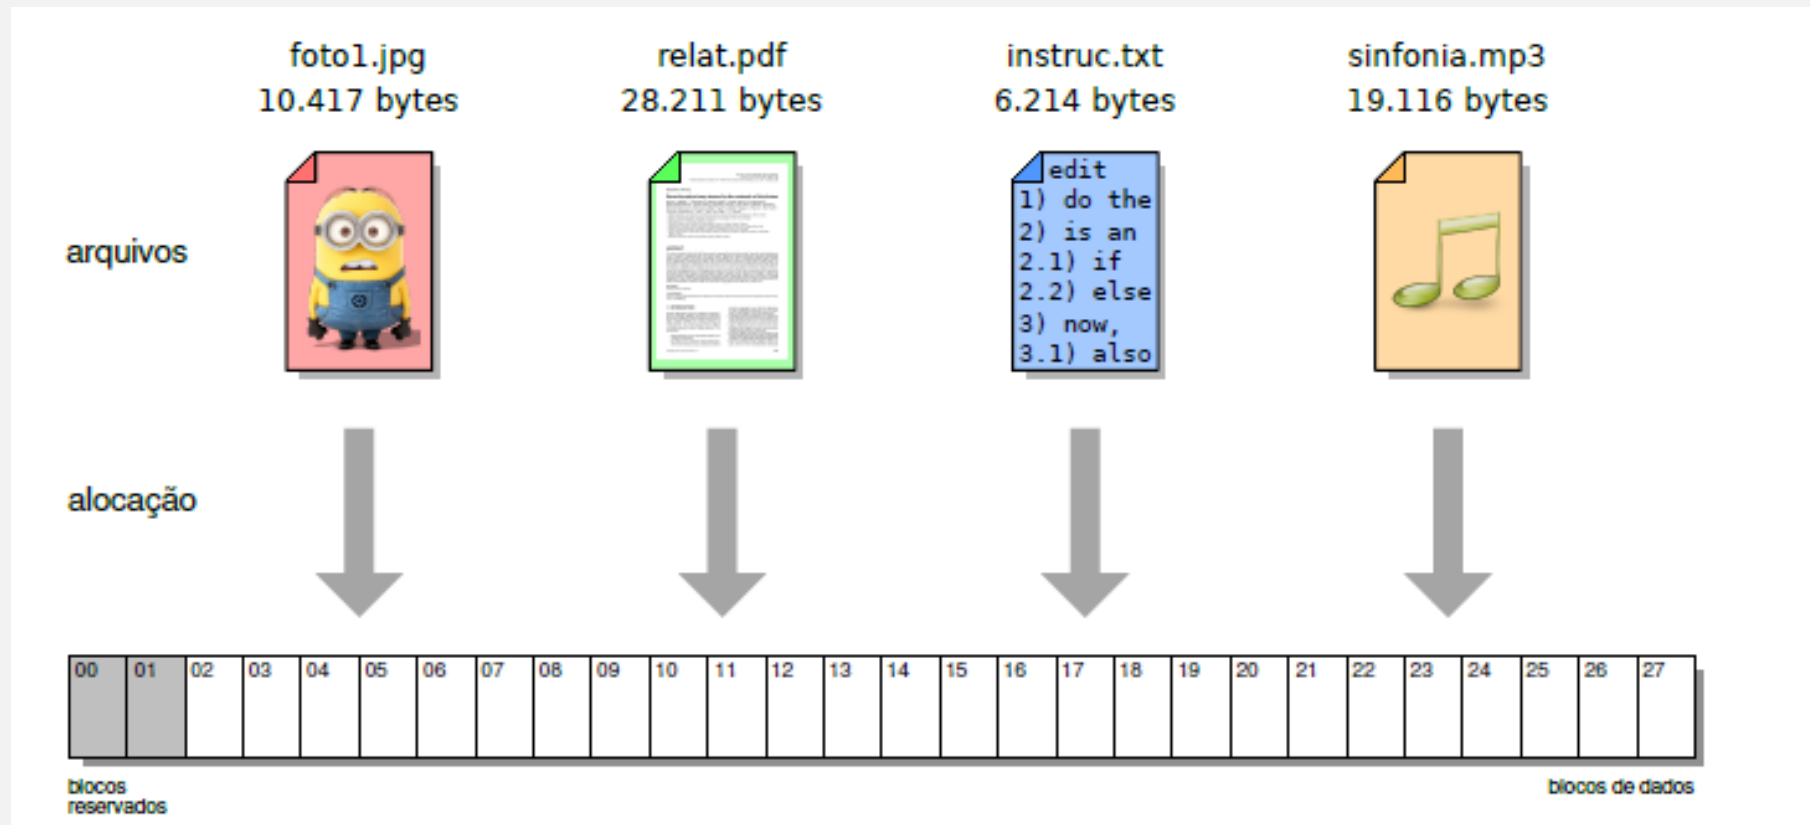 foto1.jpg
10.417 bytes
relat.pdf
28.211 bytes
instruc.txt
6.214 bytes
sinfonia.mp3
19.116 bytes
arquivos
edit
1) do the
2) is an
2.1) if
2.2) else
3) now,
3.1) also
alocação
00 01 02 03 04 05 06 07 08 09 10 11 12 13 14 15 16 17 18 19 20 21 22 23 24 25 26 27
blocos
reservados
blocos de dados